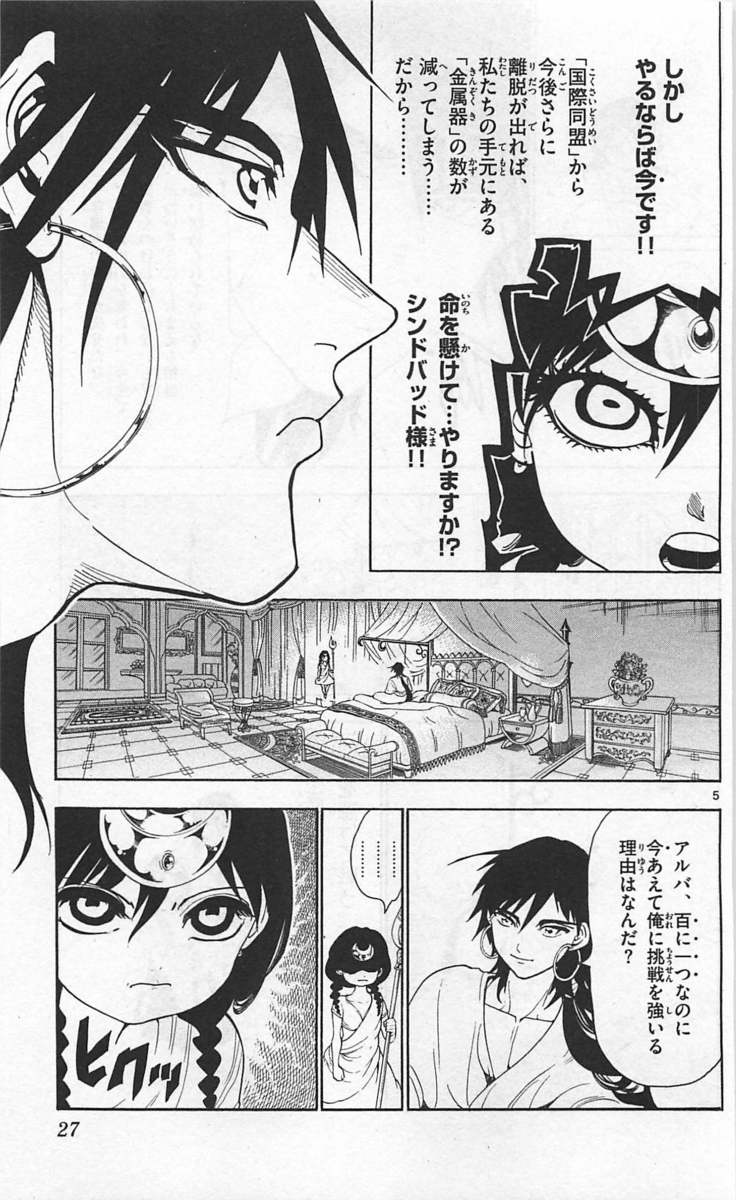 しかし
やるならば今です!!
「国際同盟」から
今後さらに
離脱が出れば、
私たちの手元にある
「金属器」の数が
減ってしまう……
だから………
命を懸けて…やりますか!?
シンドバッド様!!
5
アルバ、百に一つなのに
今あえて俺に挑戦を強いる
理由はなんだ?
………
………
ヒクッ
27